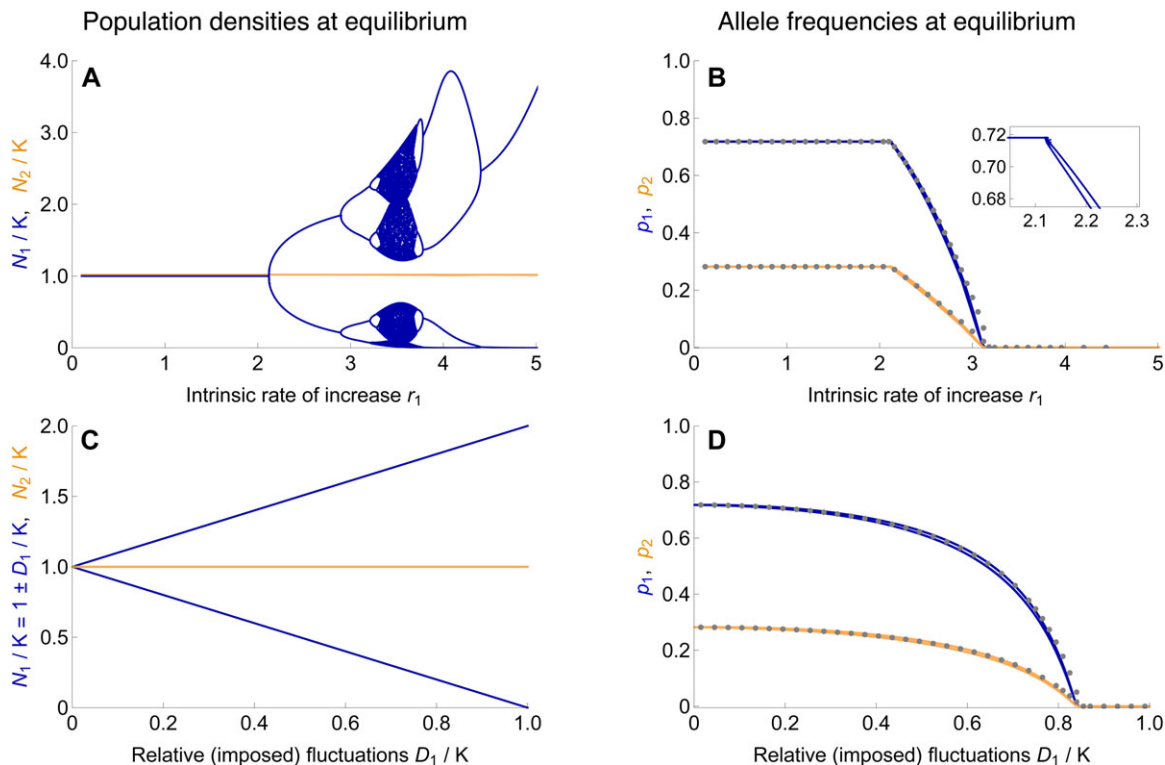 Population densities at equilibrium
Allele frequencies at equilibrium
A
4.0
3.0
2.0
1.0
0
N₁ / K, N₂ / K
0 1 2 3 4 5
Intrinsic rate of increase r₁
B
1.0
0.8
0.6
0.4
0.2
0.0
p₁, p₂
0.72
0.70
0.68
2.1 2.2 2.3
0 1 2 3 4 5
Intrinsic rate of increase r₁
C
2.0
1.5
1.0
0.5
0
N₁ / K = 1 ± D₁ / K, N₂ / K
0 0.2 0.4 0.6 0.8 1.0
Relative (imposed) fluctuations D₁ / K
D
1.0
0.8
0.6
0.4
0.2
0.0
p₁, p₂
0.0 0.2 0.4 0.6 0.8 1.0
Relative (imposed) fluctuations D₁ / K